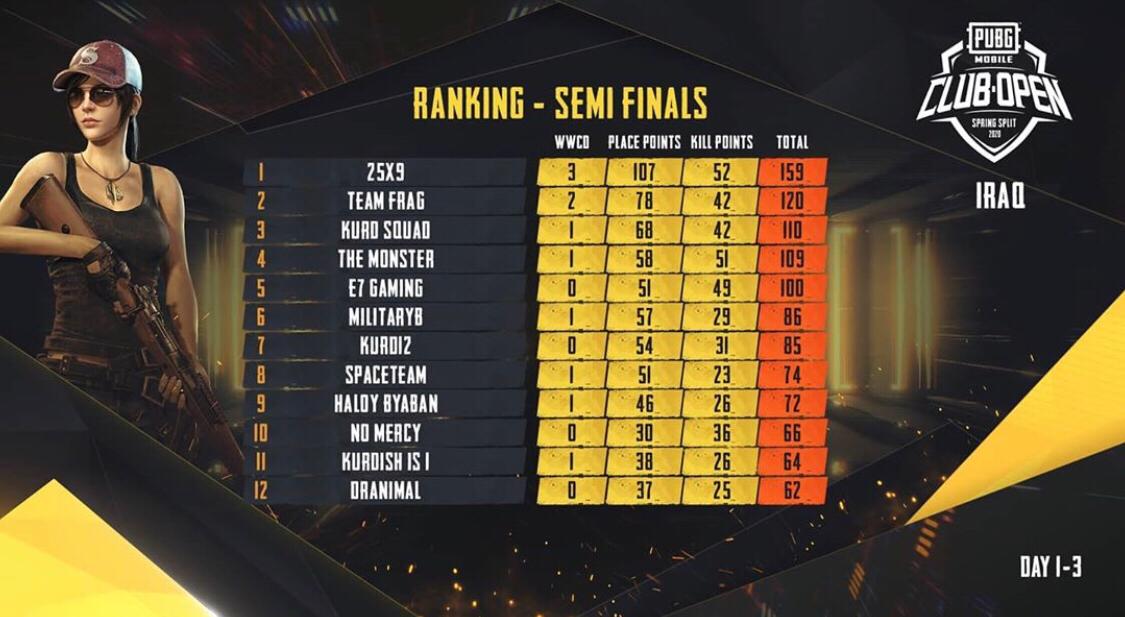 PUBG
MOBILE
CLUB OPEN
SPRING SPLIT
2020
IRAQ
RANKING - SEMI FINALS
WWCD PLACE POINTS KILL POINTS TOTAL
1 25X9 3 107 52 159
2 TEAM FRAG 2 78 42 120
3 KURD SQUAD 1 68 42 110
4 THE MONSTER 1 58 51 109
5 E7 GAMING 0 51 49 100
6 MILITARYB 1 57 29 86
7 KURDI2 0 54 31 85
8 SPACETEAM 1 51 23 74
9 HALOY BYABAN 1 46 26 72
10 NO MERCY 0 30 36 66
11 KURDISH IS 1 1 38 26 64
12 DRANIMAL 0 37 25 62
DAY 1-3